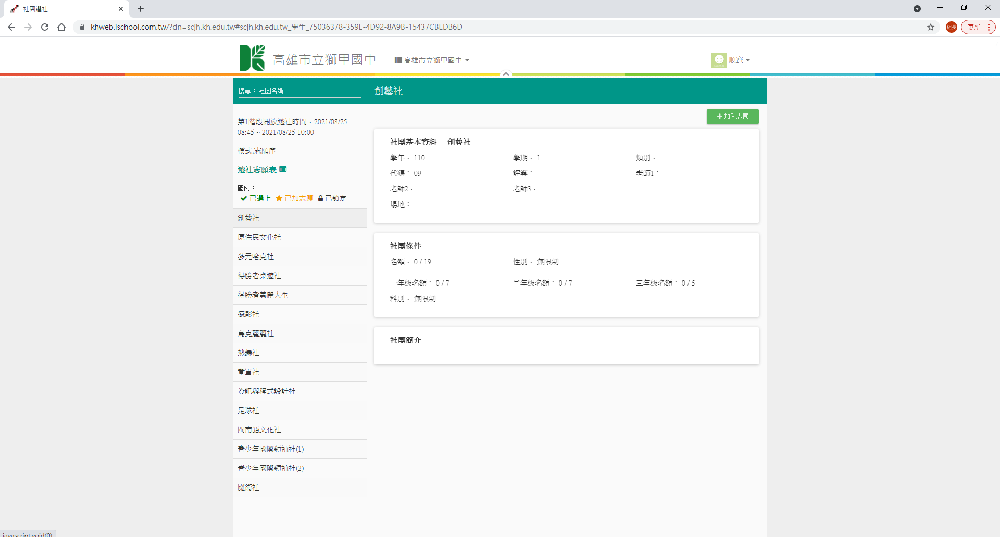 社團選社
khweb.ischool.com.tw/?dn=scjh.kh.edu.tw#scjh.kh.edu.tw_學生_75036378-359E-4D92-8A9B-15437CBEDB6D
組長
更新
高雄市立獅甲國中
高雄市立獅甲國中
順寶
搜尋： 社團名稱
創藝社
第1階段開放選社時間：2021/08/25
08:45 ~ 2021/08/25 10:00
模式:志願序
選社志願表
圖例：
已選上 已加志願 已鎖定
創藝社
原住民文化社
多元哈克社
得勝者桌遊社
得勝者美麗人生
攝影社
烏克麗麗社
熱舞社
童軍社
資訊與程式設計社
足球社
閩南語文化社
青少年國際領袖社(1)
青少年國際領袖社(2)
魔術社
加入志願
社團基本資料 創藝社
學年： 110 學期： 1 類別：
代碼： 09 評等： 老師1：
老師2： 老師3：
場地：
社團條件
名額： 0 / 19 性別： 無限制
一年級名額： 0 / 7 二年級名額： 0 / 7 三年級名額： 0 / 5
科別： 無限制
社團簡介
javascript:void(0)